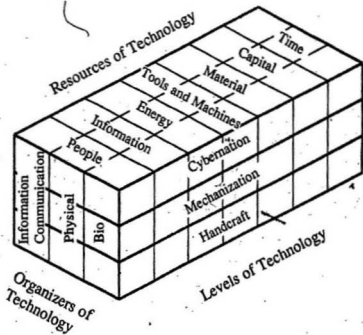 Resources of Technology
Time
Capital
Material
Tools and Machines
Energy
Information
People
Cybernation
Mechanization
Handcraft
Information
Communication
Physical
Bio
Organizers of
Technology
Levels of Technology